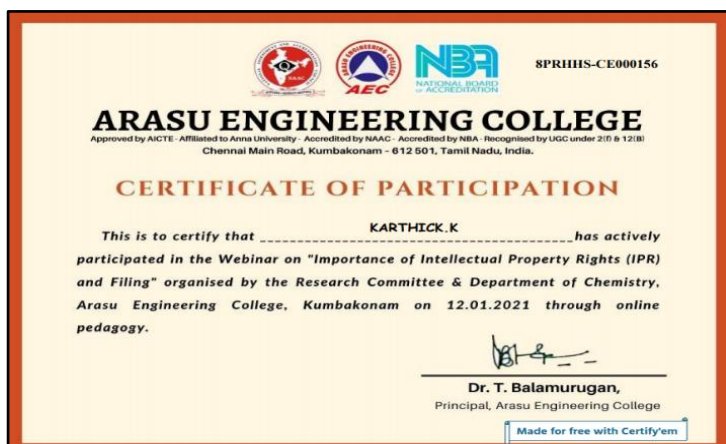 NAAC
AEC
NBA
NATIONAL BOARD
OF ACCREDITATION
8PRHHS-CE000156
ARASU ENGINEERING COLLEGE
Approved by AICTE - Affiliated to Anna University - Accredited by NAAC - Accredited by NBA - Recognised by UGC under 2(f) & 12(B)
Chennai Main Road, Kumbakonam - 612 501, Tamil Nadu, India.
CERTIFICATE OF PARTICIPATION
This is to certify that KARTHICK.K has actively
participated in the Webinar on "Importance of Intellectual Property Rights (IPR)
and Filing" organised by the Research Committee & Department of Chemistry,
Arasu Engineering College, Kumbakonam on 12.01.2021 through online
pedagogy.
Dr. T. Balamurugan,
Principal, Arasu Engineering College
Made for free with Certify'em